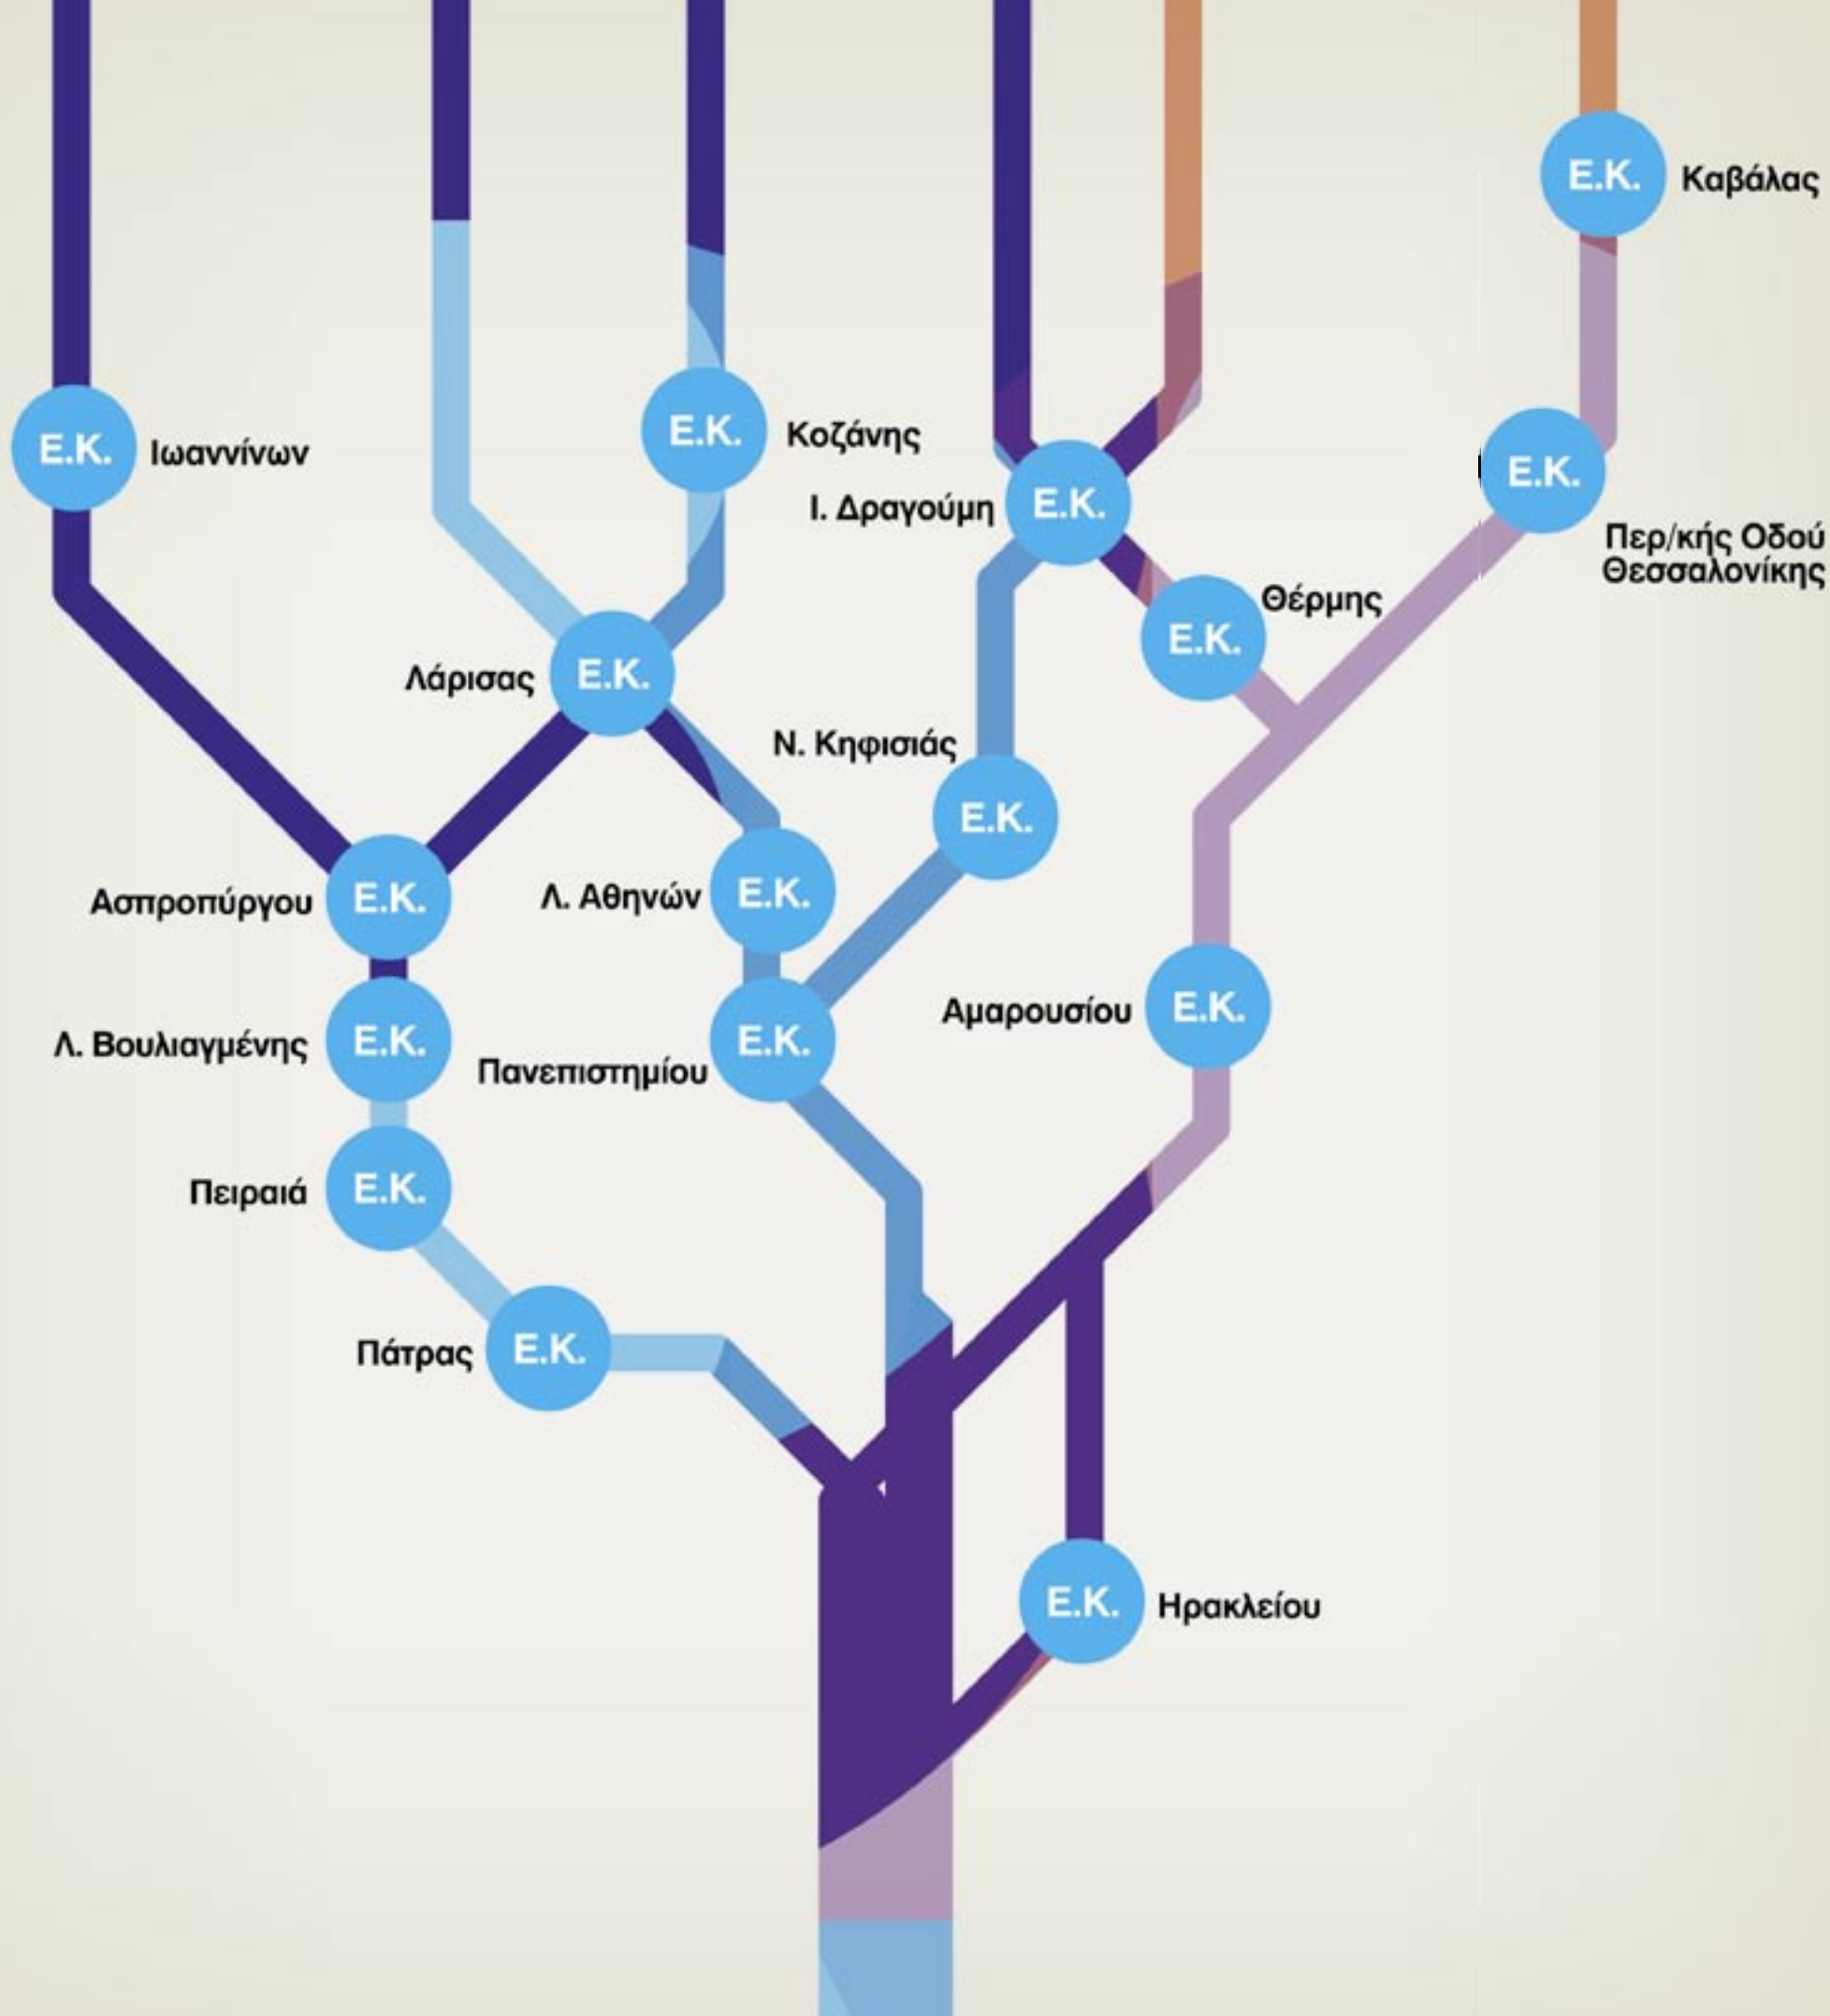 Ε.Κ. Καβάλας
Ε.Κ. Ιωαννίνων
Ε.Κ. Κοζάνης
Ι. Δραγούμη Ε.Κ.
Ε.Κ.
Περ/κής Οδού
Θεσσαλονίκης
Θέρμης
Ε.Κ.
Λάρισας Ε.Κ.
Ν. Κηφισιάς
Ε.Κ.
Ασπροπύργου Ε.Κ.
Λ. Αθηνών Ε.Κ.
Αμαρουσίου Ε.Κ.
Λ. Βουλιαγμένης Ε.Κ.
Πανεπιστημίου Ε.Κ.
Πειραιά Ε.Κ.
Πάτρας Ε.Κ.
Ε.Κ. Ηρακλείου